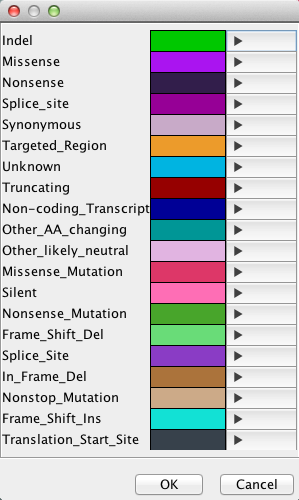 Indel
Missense
Nonsense
Splice_site
Synonymous
Targeted_Region
Unknown
Truncating
Non-coding_Transcript
Other_AA_changing
Other_likely_neutral
Missense_Mutation
Silent
Nonsense_Mutation
Frame_Shift_Del
Splice_Site
In_Frame_Del
Nonstop_Mutation
Frame_Shift_Ins
Translation_Start_Site
OK Cancel